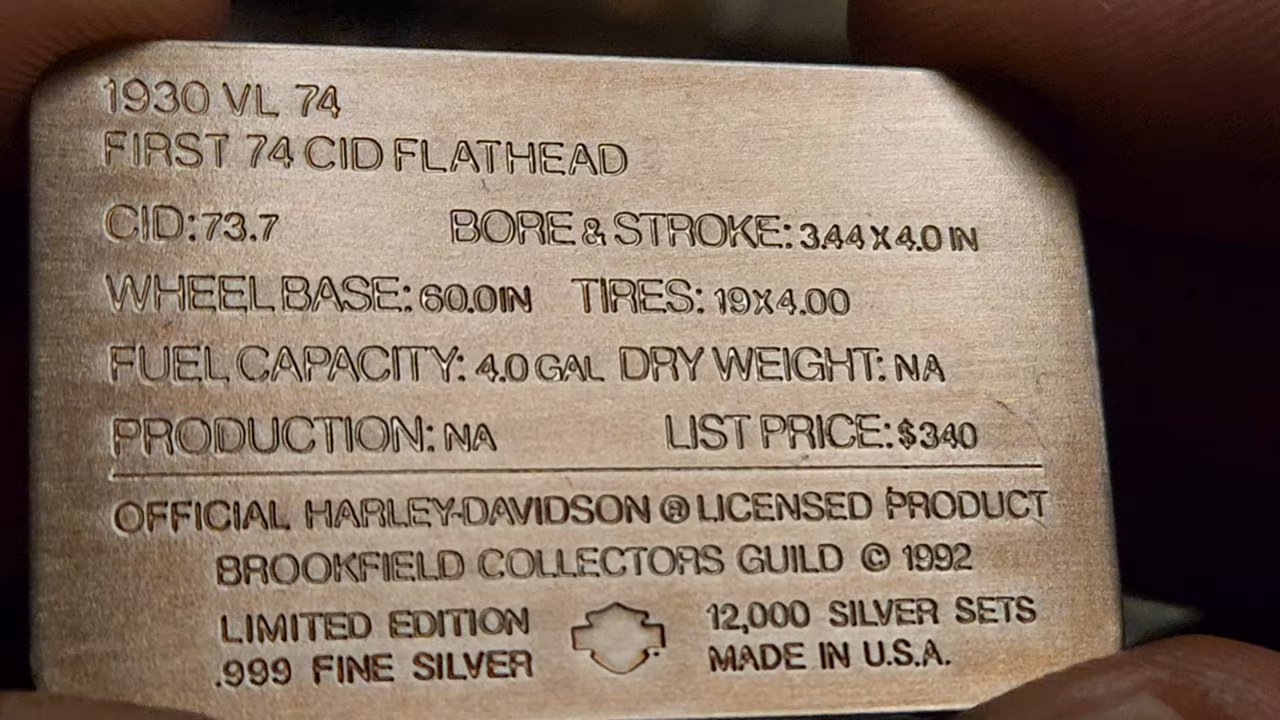 1930 VL 74
FIRST 74 CID FLATHEAD
CID: 73.7 BORE & STROKE: 3.44 X 4.0 IN
WHEEL BASE: 60.0 IN TIRES: 19X4.00
FUEL CAPACITY: 4.0 GAL DRY WEIGHT: NA
PRODUCTION: NA LIST PRICE: $340
OFFICIAL HARLEY-DAVIDSON ® LICENSED PRODUCT
BROOKFIELD COLLECTORS GUILD © 1992
LIMITED EDITION 12,000 SILVER SETS
.999 FINE SILVER MADE IN U.S.A.